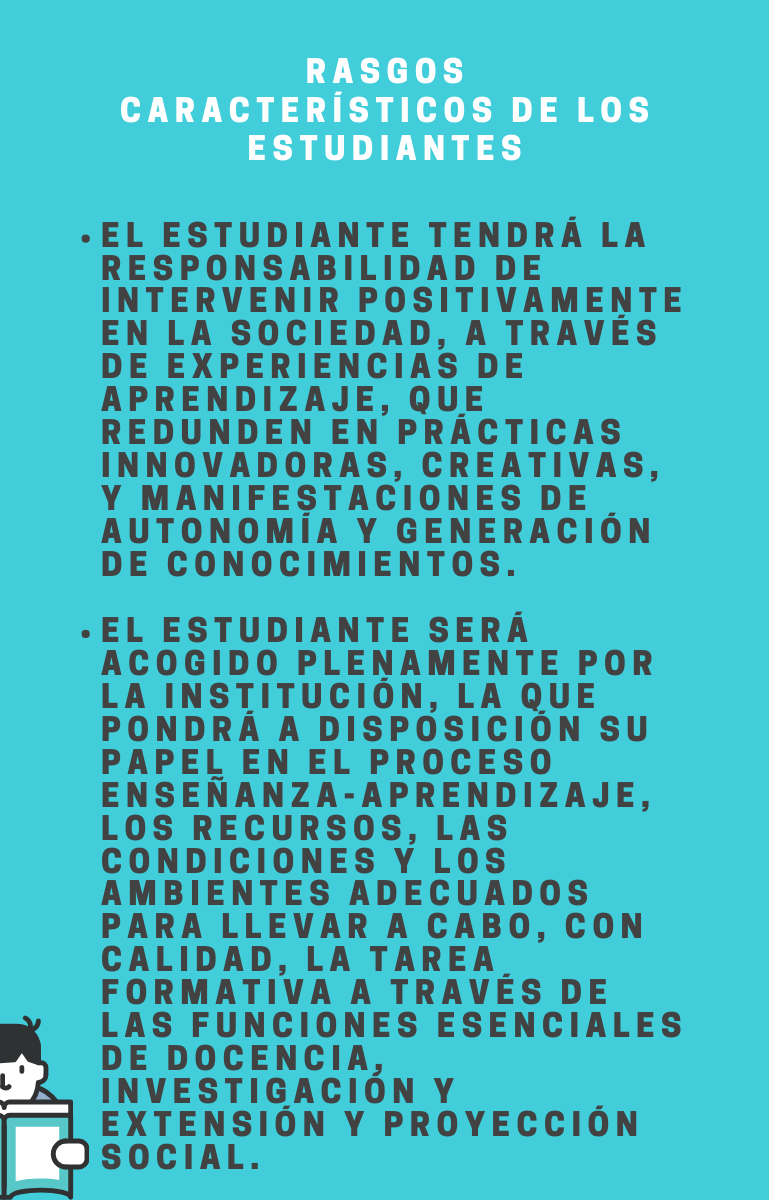 RASGOS
CARACTERÍSTICOS DE LOS
ESTUDIANTES
• EL ESTUDIANTE TENDRÁ LA
RESPONSABILIDAD DE
INTERVENIR POSITIVAMENTE
EN LA SOCIEDAD, A TRAVÉS
DE EXPERIENCIAS DE
APRENDIZAJE, QUE
REDUNDEN EN PRÁCTICAS
INNOVADORAS, CREATIVAS,
Y MANIFESTACIONES DE
AUTONOMÍA Y GENERACIÓN
DE CONOCIMIENTOS.
• EL ESTUDIANTE SERÁ
ACOGIDO PLENAMENTE POR
LA INSTITUCIÓN, LA QUE
PONDRÁ A DISPOSICIÓN SU
PAPEL EN EL PROCESO
ENSEÑANZA-APRENDIZAJE,
LOS RECURSOS, LAS
CONDICIONES Y LOS
AMBIENTES ADECUADOS
PARA LLEVAR A CABO, CON
CALIDAD, LA TAREA
FORMATIVA A TRAVÉS DE
LAS FUNCIONES ESENCIALES
DE DOCENCIA,
INVESTIGACIÓN Y
EXTENSIÓN Y PROYECCIÓN
SOCIAL.